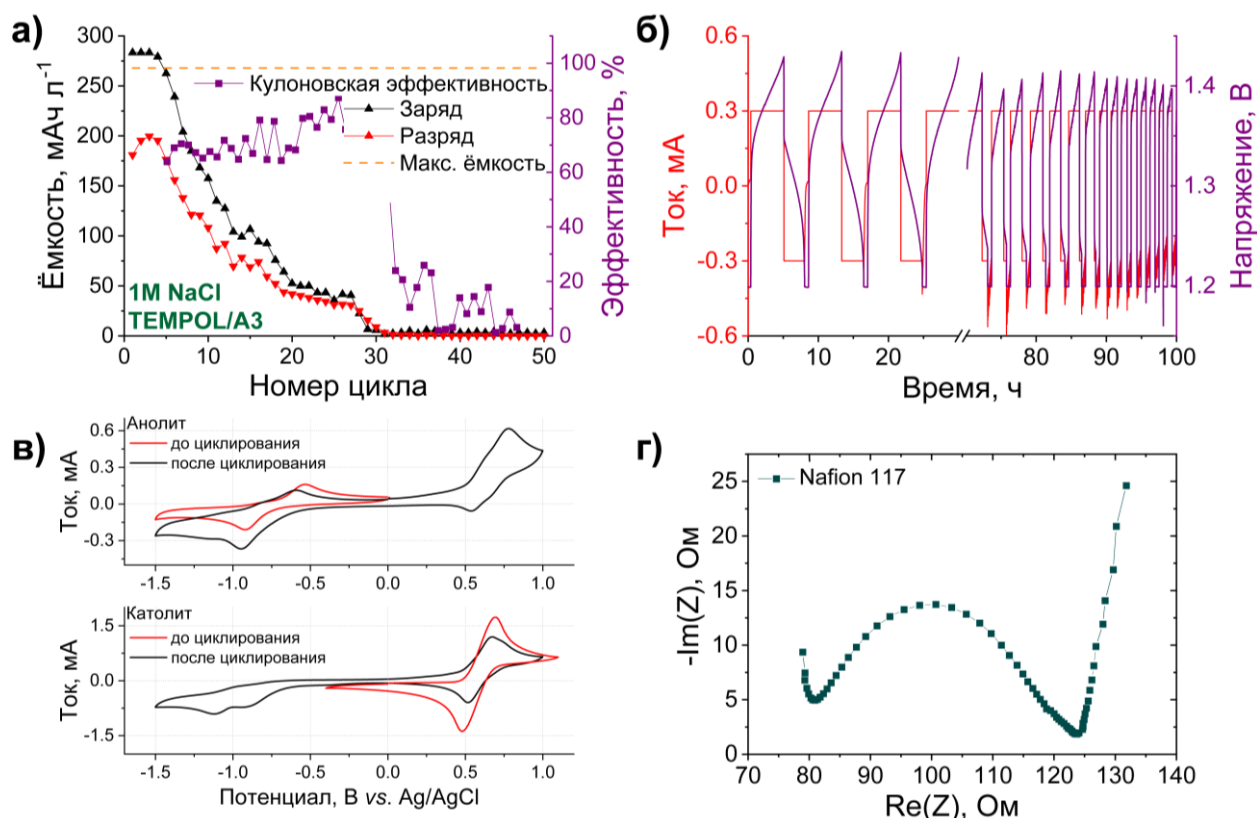 а)
Ёмкость, мАч л⁻¹
300
250
200
150
100
50
0
Кулоновская эффективность
Заряд
Разряд
Макс. ёмкость
1M NaCl
TEMPOL/A3
0
10
20
30
40
50
Номер цикла
100
80
60
40
20
0
Эффективность, %
б)
Ток, мА
0.6
0.3
0.0
-0.3
-0.6
0
10
20
80
90
100
Время, ч
1.4
1.3
1.2
Напряжение, В
в)
Анолит
до циклирования
после циклирования
Ток, мА
0.6
0.3
0.0
-0.3
-1.5
-1.0
-0.5
0.0
0.5
1.0
Католит
до циклирования
после циклирования
Ток, мА
1.5
0.0
-1.5
-1.5
-1.0
-0.5
0.0
0.5
1.0
Потенциал, В vs. Ag/AgCl
г)
Nafion 117
-Im(Z), Ом
25
20
15
10
5
0
70
80
90
100
110
120
130
140
Re(Z), Ом